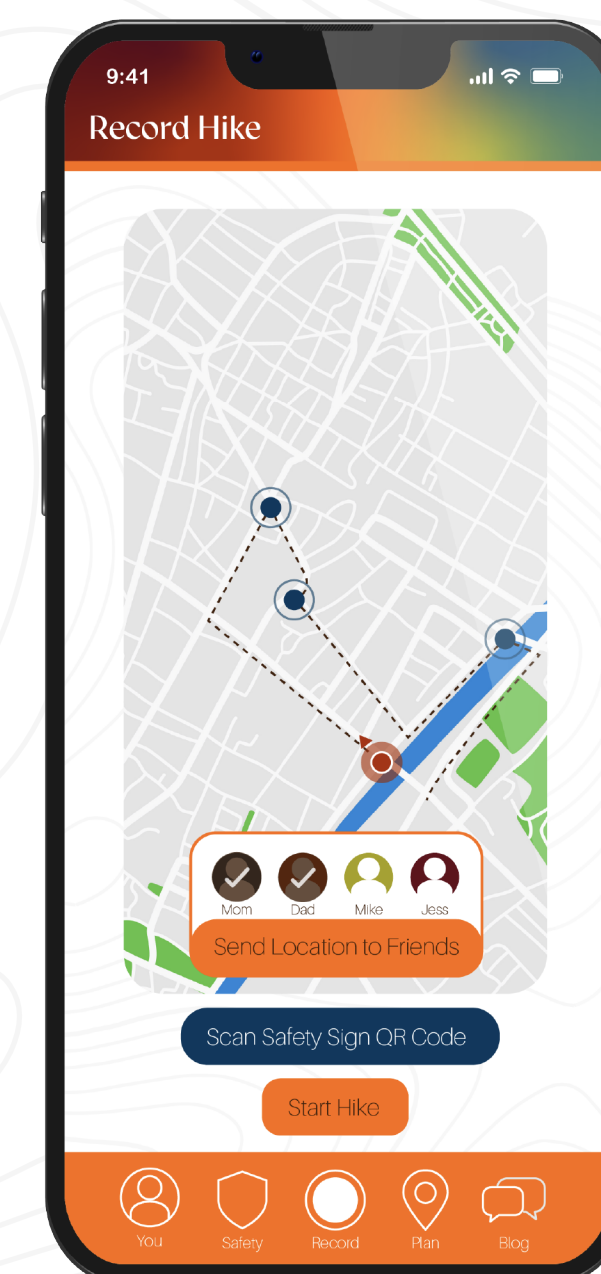 9:41
Record Hike
Mom Dad Mike Jess
Send Location to Friends
Scan Safety Sign QR Code
Start Hike
You Safety Record Plan Blog